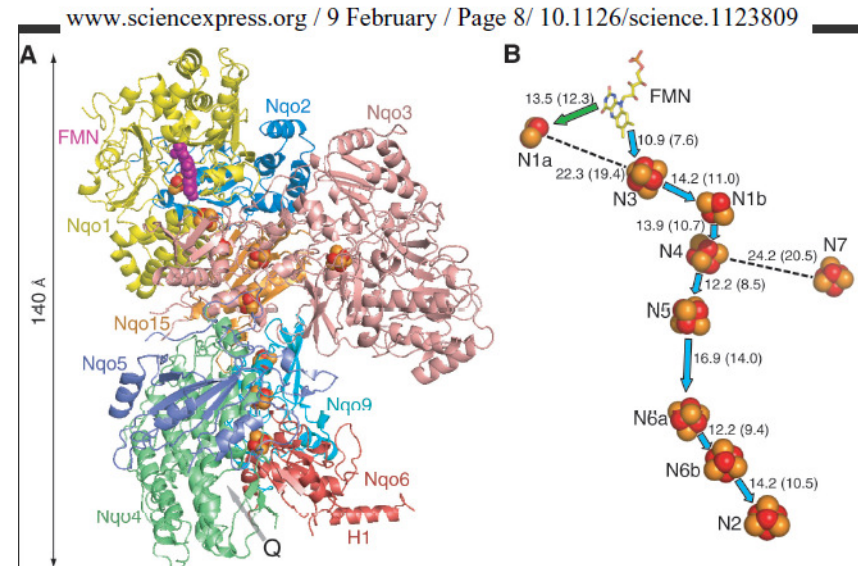 www.sciencexpress.org / 9 February / Page 8/ 10.1126/science.1123809
A
140 Å
FMN
Nqo2
Nqo3
Nqo1
Nqo15
Nqo5
Nqo9
Nqo4
Nqo6
H1
Q
B
FMN
13.5 (12.3)
10.9 (7.6)
N1a
22.3 (19.4)
14.2 (11.0)
N3
N1b
13.9 (10.7)
N4
24.2 (20.5)
N7
12.2 (8.5)
N5
16.9 (14.0)
N6a
12.2 (9.4)
N6b
14.2 (10.5)
N2